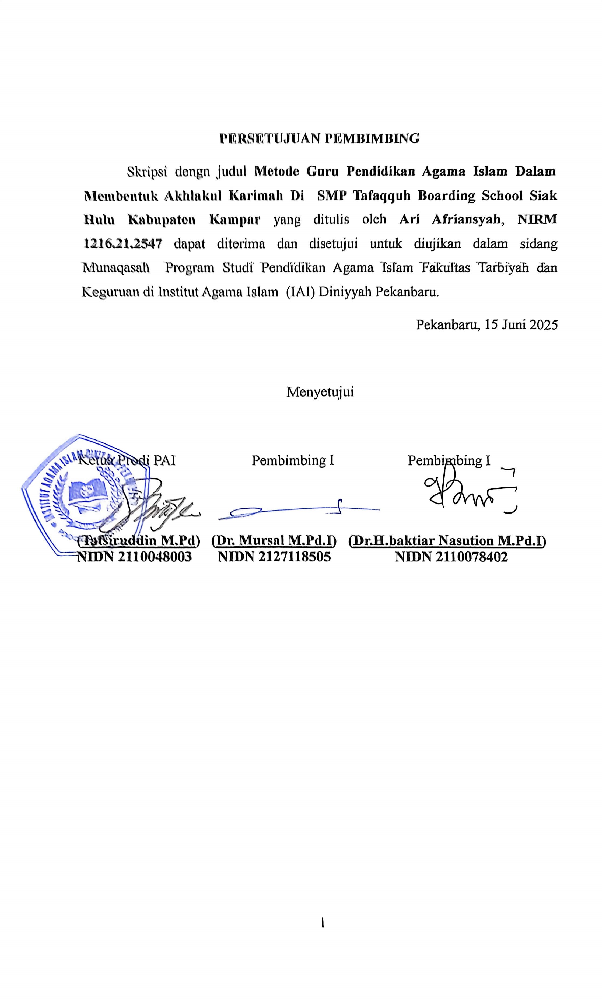 PERSETUJUAN PEMBIMBING
Skripsi dengn judul Metode Guru Pendidikan Agama Islam Dalam
Membentuk Akhlakul Karimah Di SMP Tafaqquh Boarding School Siak
Hulu Kabupaten Kampar yang ditulis oleh Ari Afriansyah, NIRM
1216.21.2547 dapat diterima dan disetujui untuk diujikan dalam sidang
Munaqasah Program Studi Pendidikan Agama Islam Fakultas Tarbiyah dan
Keguruan di Institut Agama Islam (IAI) Diniyyah Pekanbaru.
Pekanbaru, 15 Juni 2025
Menyetujui
Ketua Prodi PAI Pembimbing I Pembimbing I
INSTITUT AGAMA ISLAM
(Tafsiruddin M.Pd) (Dr. Mursal M.Pd.I) (Dr.H.baktiar Nasution M.Pd.I)
NIDN 2110048003 NIDN 2127118505 NIDN 2110078402